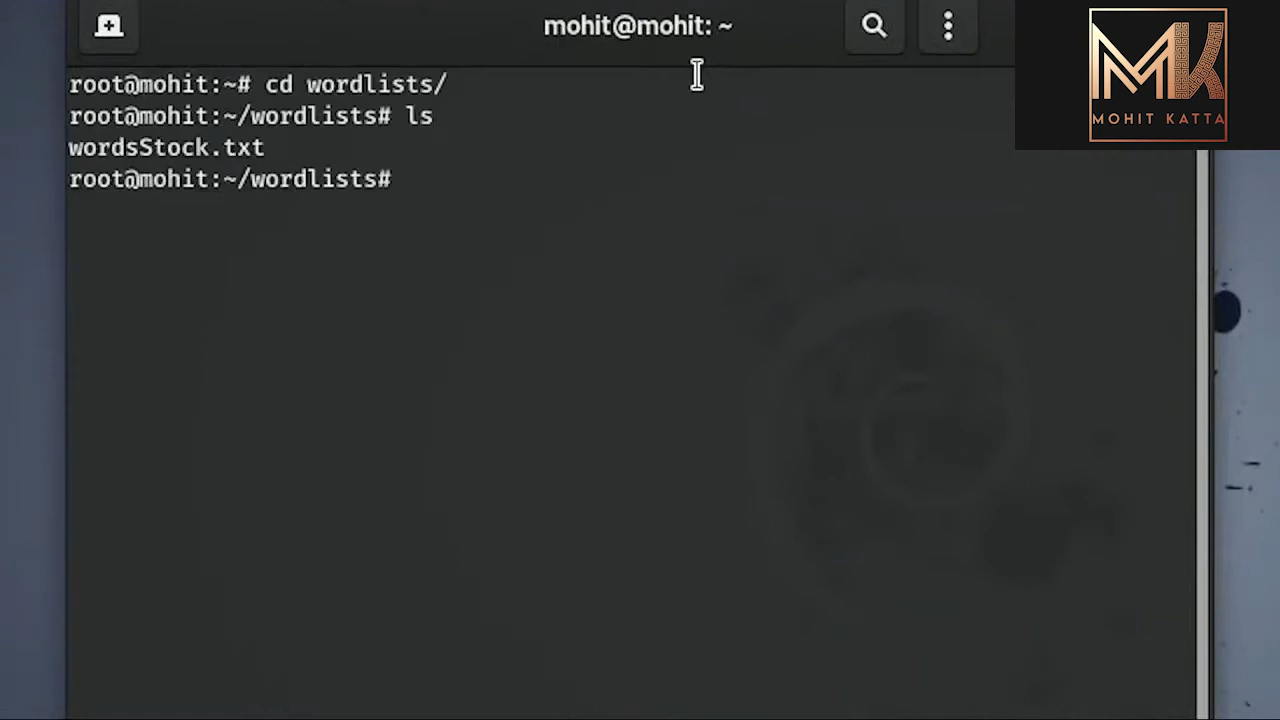 mohit@mohit: ~
MK
MOHIT KATTA
root@mohit:~# cd wordlists/
root@mohit:~/wordlists# ls
wordsStock.txt
root@mohit:~/wordlists#